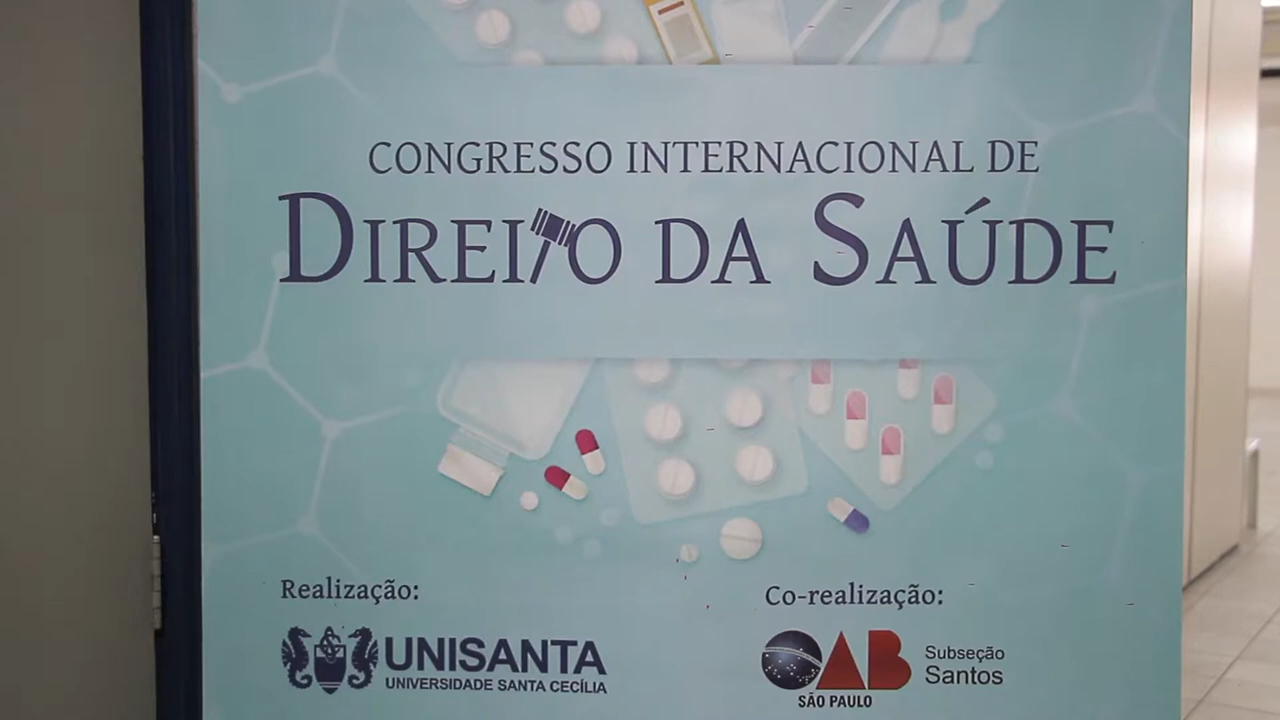 CONGRESSO INTERNACIONAL DE
DIREITO DA SAÚDE
Realização:
Co-realização:
UNISANTA
UNIVERSIDADE SANTA CECÍLIA
OAB
SÃO PAULO
Subseção
Santos